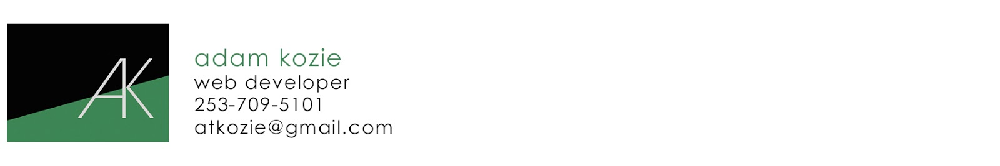 AK
adam kozie
web developer
253-709-5101
atkozie@gmail.com